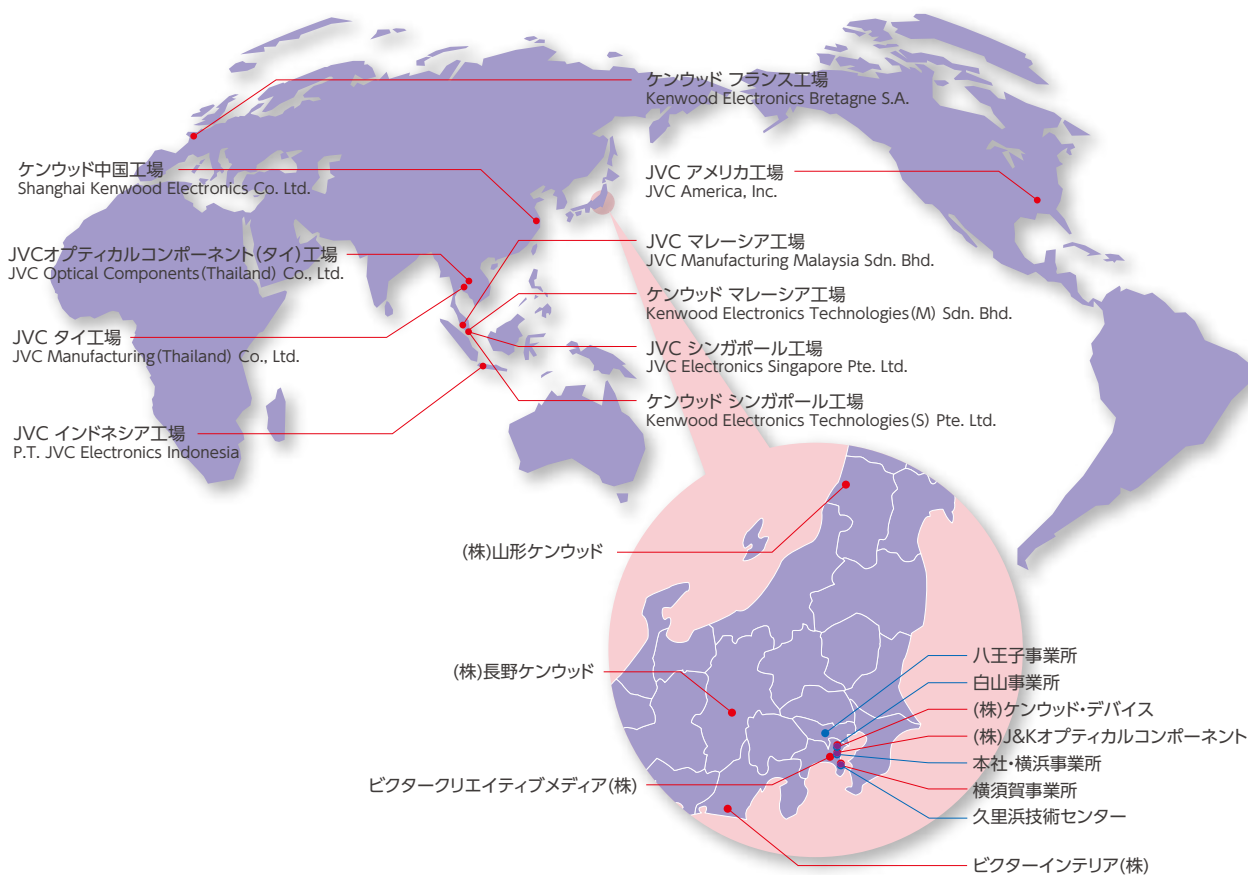 ケンウッド フランス工場
Kenwood Electronics Bretagne S.A.
ケンウッド中国工場
Shanghai Kenwood Electronics Co. Ltd.
JVC アメリカ工場
JVC America, Inc.
JVCオプティカルコンポーネント(タイ)工場
JVC Optical Components(Thailand) Co., Ltd.
JVC マレーシア工場
JVC Manufacturing Malaysia Sdn. Bhd.
ケンウッド マレーシア工場
Kenwood Electronics Technologies(M) Sdn. Bhd.
JVC タイ工場
JVC Manufacturing(Thailand) Co., Ltd.
JVC シンガポール工場
JVC Electronics Singapore Pte. Ltd.
ケンウッド シンガポール工場
Kenwood Electronics Technologies(S) Pte. Ltd.
JVC インドネシア工場
P.T. JVC Electronics Indonesia
(株)山形ケンウッド
(株)長野ケンウッド
ビクタークリエイティブメディア(株)
八王子事業所
白山事業所
(株)ケンウッド・デバイス
(株)J&Kオプティカルコンポーネント
本社・横浜事業所
横須賀事業所
久里浜技術センター
ビクターインテリア(株)